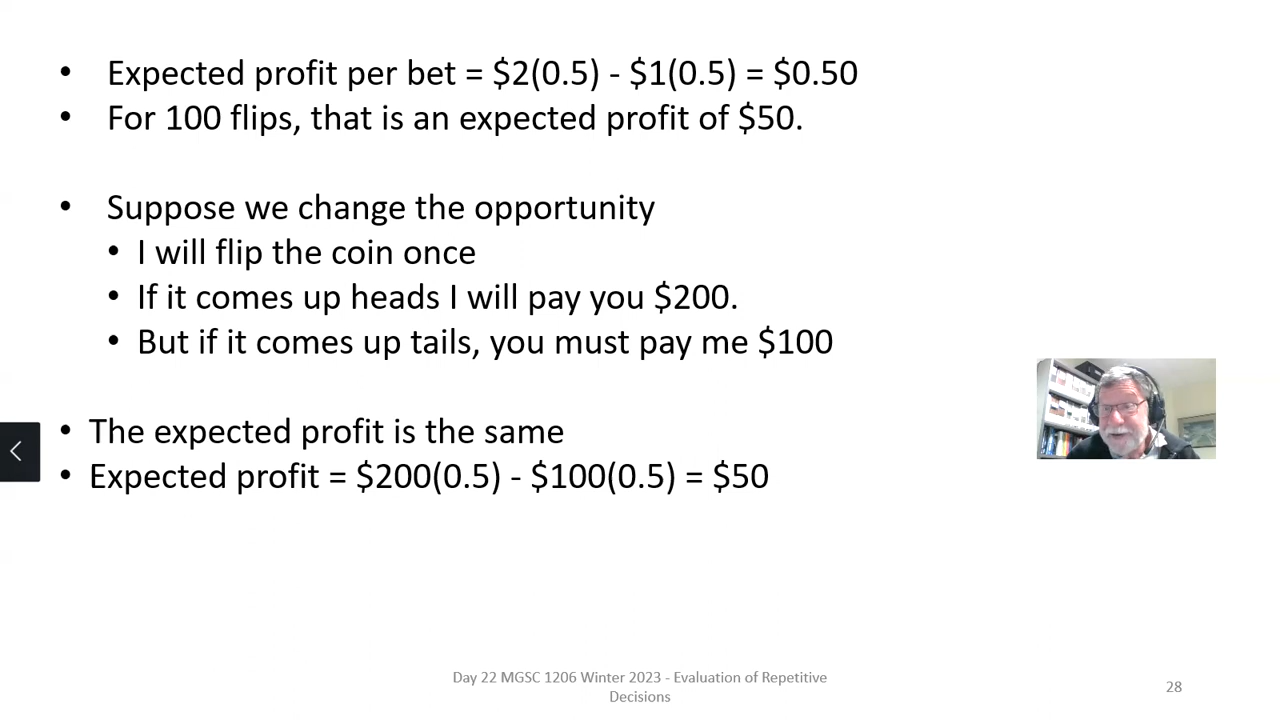 • Expected profit per bet = $2(0.5) - $1(0.5) = $0.50
• For 100 flips, that is an expected profit of $50.
• Suppose we change the opportunity
• I will flip the coin once
• If it comes up heads I will pay you $200.
• But if it comes up tails, you must pay me $100
• The expected profit is the same
• Expected profit = $200(0.5) - $100(0.5) = $50
Day 22 MGSC 1206 Winter 2023 - Evaluation of Repetitive
Decisions
28